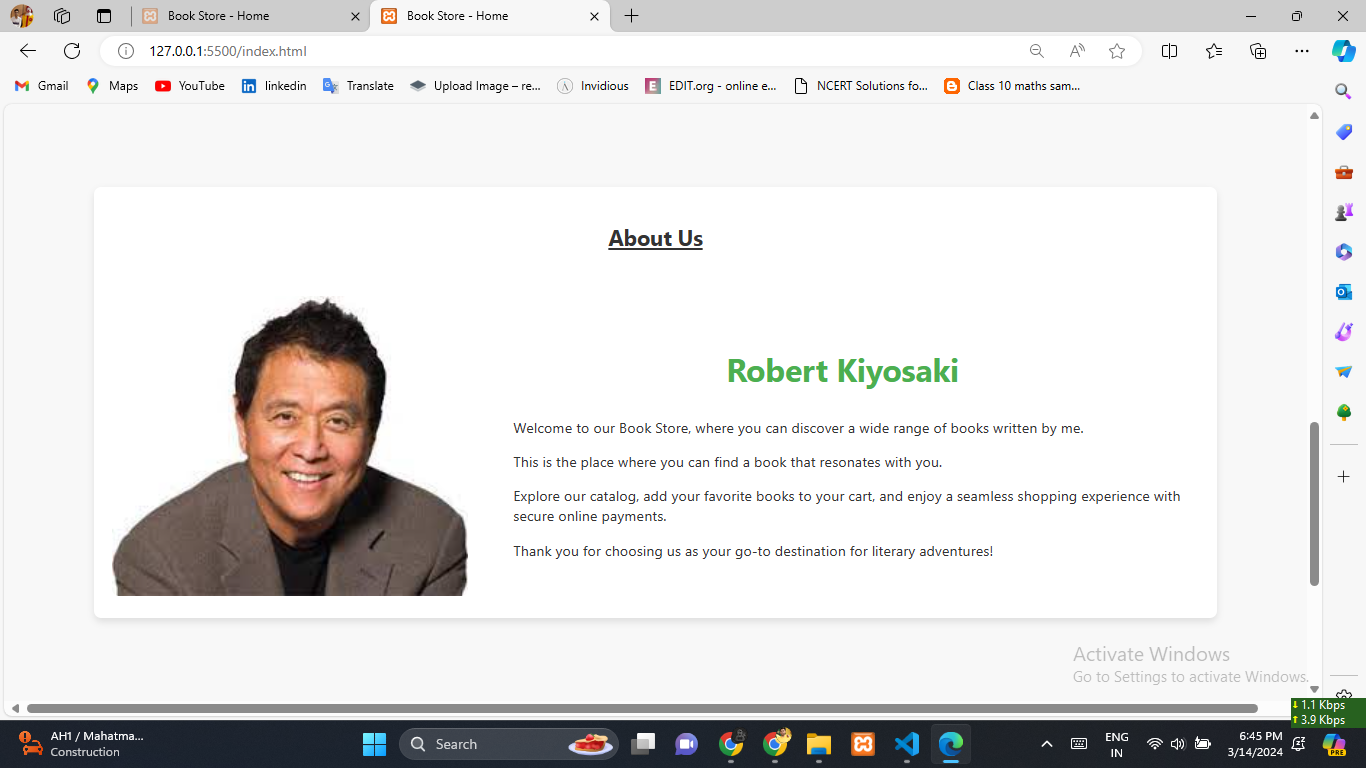 Book Store - Home
Book Store - Home
127.0.0.1:5500/index.html
Gmail
Maps
YouTube
linkedin
Translate
Upload Image – re...
Invidious
EDIT.org - online e...
NCERT Solutions fo...
Class 10 maths sam...
About Us
Robert Kiyosaki
Welcome to our Book Store, where you can discover a wide range of books written by me.
This is the place where you can find a book that resonates with you.
Explore our catalog, add your favorite books to your cart, and enjoy a seamless shopping experience with
secure online payments.
Thank you for choosing us as your go-to destination for literary adventures!
Activate Windows
Go to Settings to activate Windows.
1.1 Kbps
3.9 Kbps
AH1 / Mahatma...
Construction
Search
ENG
IN
6:45 PM
3/14/2024
PRE